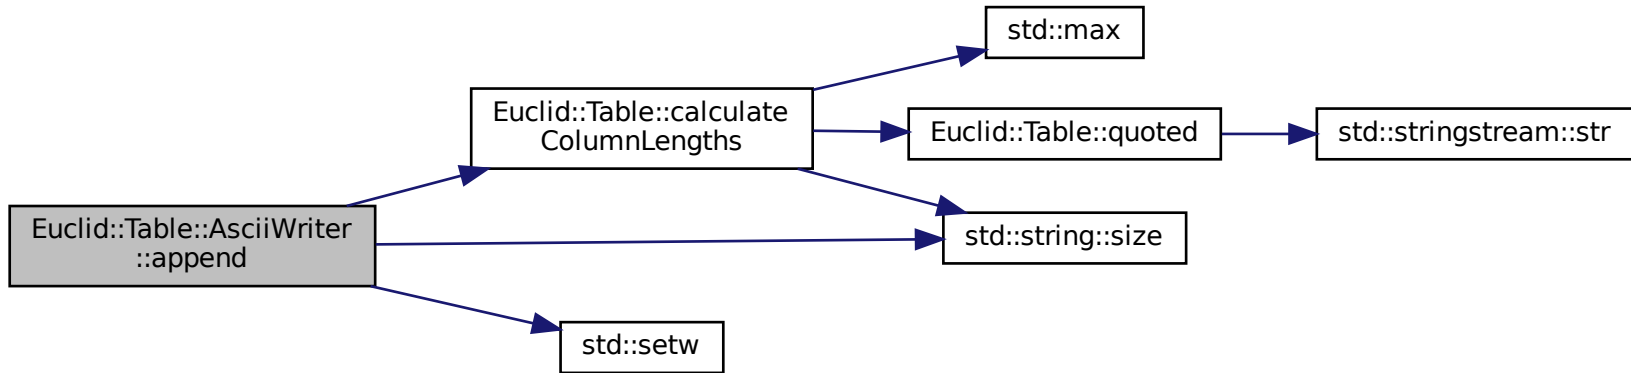 std::max
Euclid::Table::calculate
ColumnLengths
Euclid::Table::quoted
std::stringstream::str
Euclid::Table::AsciiWriter
::append
std::string::size
std::setw